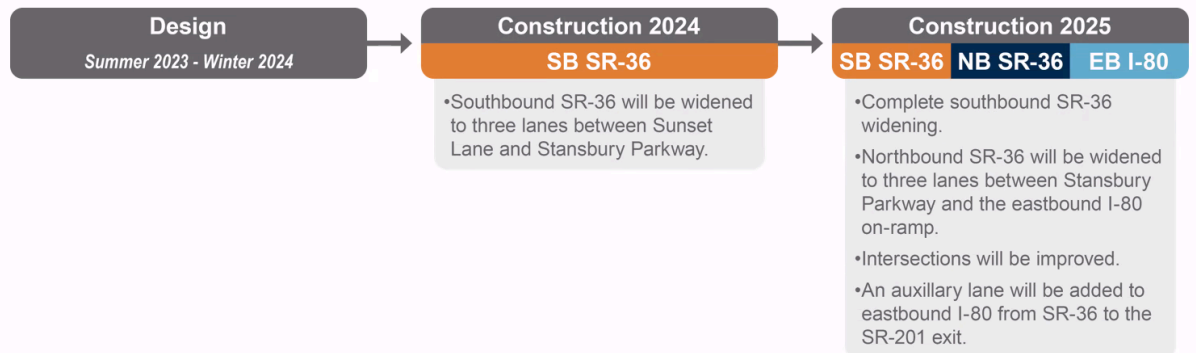 Design
Summer 2023 - Winter 2024
Construction 2024
SB SR-36
•Southbound SR-36 will be widened
to three lanes between Sunset
Lane and Stansbury Parkway.
Construction 2025
SB SR-36 NB SR-36 EB I-80
•Complete southbound SR-36
widening.
•Northbound SR-36 will be widened
to three lanes between Stansbury
Parkway and the eastbound I-80
on-ramp.
•Intersections will be improved.
•An auxillary lane will be added to
eastbound I-80 from SR-36 to the
SR-201 exit.